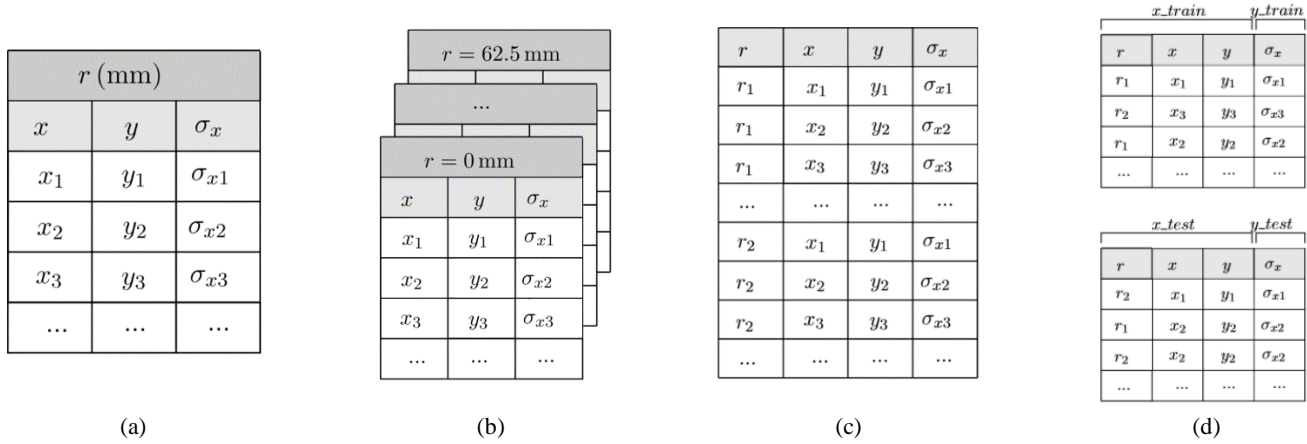 r (mm)
x y σx
x1 y1 σx1
x2 y2 σx2
x3 y3 σx3
... ... ...
(a)
r = 62.5 mm
...
r = 0 mm
x y σx
x1 y1 σx1
x2 y2 σx2
x3 y3 σx3
... ... ...
(b)
r x y σx
r1 x1 y1 σx1
r1 x2 y2 σx2
r1 x3 y3 σx3
... ... ... ...
r2 x1 y1 σx1
r2 x2 y2 σx2
r2 x3 y3 σx3
... ... ... ...
(c)
x_train y_train
r x y σx
r1 x1 y1 σx1
r2 x3 y3 σx3
r1 x2 y2 σx2
... ... ... ...
x_test y_test
r x y σx
r2 x1 y1 σx1
r1 x2 y2 σx2
r2 x2 y2 σx2
... ... ... ...
(d)